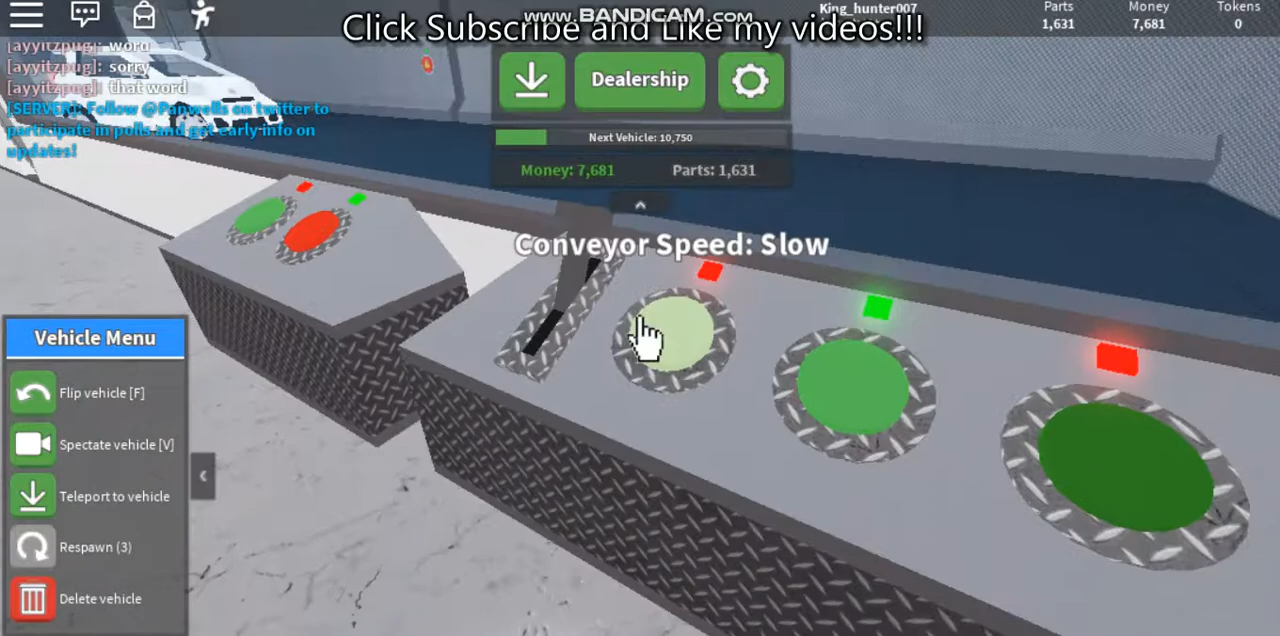 www.BANDICAM.com
Click Subscribe and Like my videos!!!
King_hunter007
Parts
1,631
Money
7,681
Tokens
0
[ayyitzpug]: word
[ayyitzpug]: sorry
[ayyitzpug]: that word
[SERVER]: Follow @Panwells on twitter to
participate in polls and get early info on
updates!
Dealership
Next Vehicle: 10,750
Money: 7,681
Parts: 1,631
Conveyor Speed: Slow
Vehicle Menu
Flip vehicle [F]
Spectate vehicle [V]
Teleport to vehicle
Respawn (3)
Delete vehicle